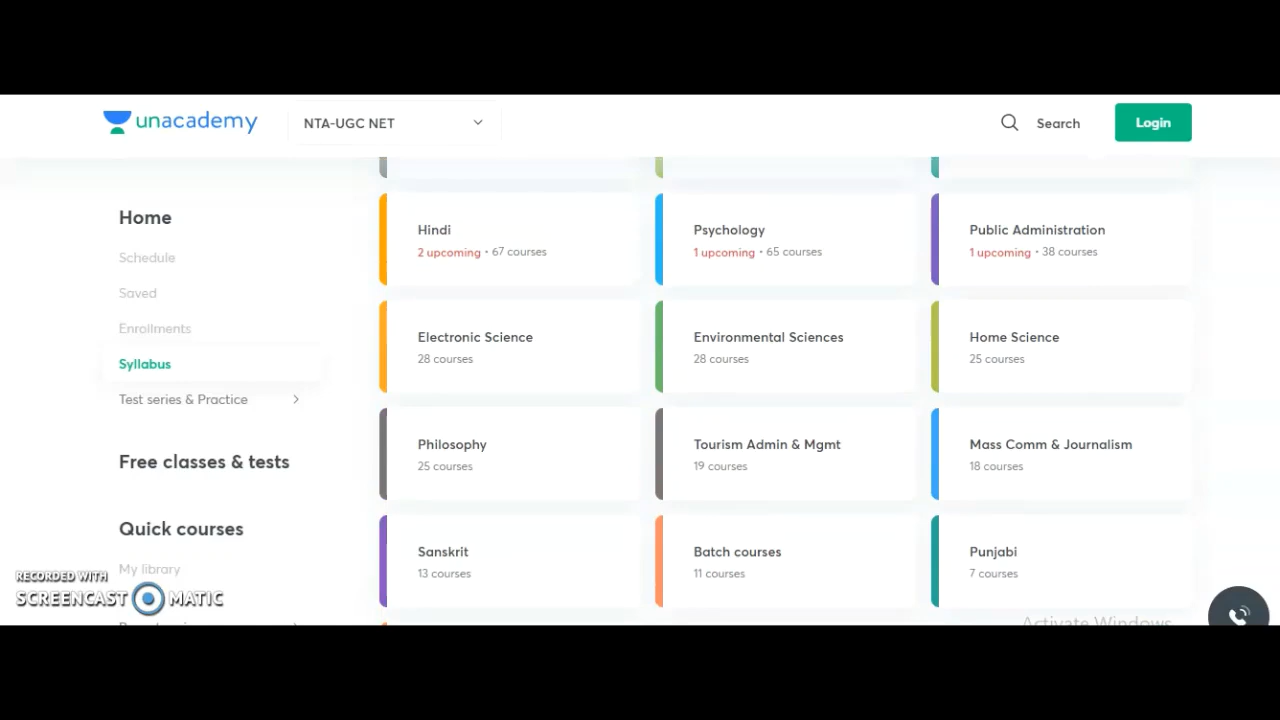 unacademy
NTA-UGC NET
Search
Login
Home
Schedule
Saved
Enrollments
Syllabus
Test series & Practice
Free classes & tests
Quick courses
My library
Hindi
2 upcoming • 67 courses
Psychology
1 upcoming • 65 courses
Public Administration
1 upcoming • 38 courses
Electronic Science
28 courses
Environmental Sciences
28 courses
Home Science
25 courses
Philosophy
25 courses
Tourism Admin & Mgmt
19 courses
Mass Comm & Journalism
18 courses
Sanskrit
13 courses
Batch courses
11 courses
Punjabi
7 courses
Activate Windows
RECORDED WITH
SCREENCAST MATIC